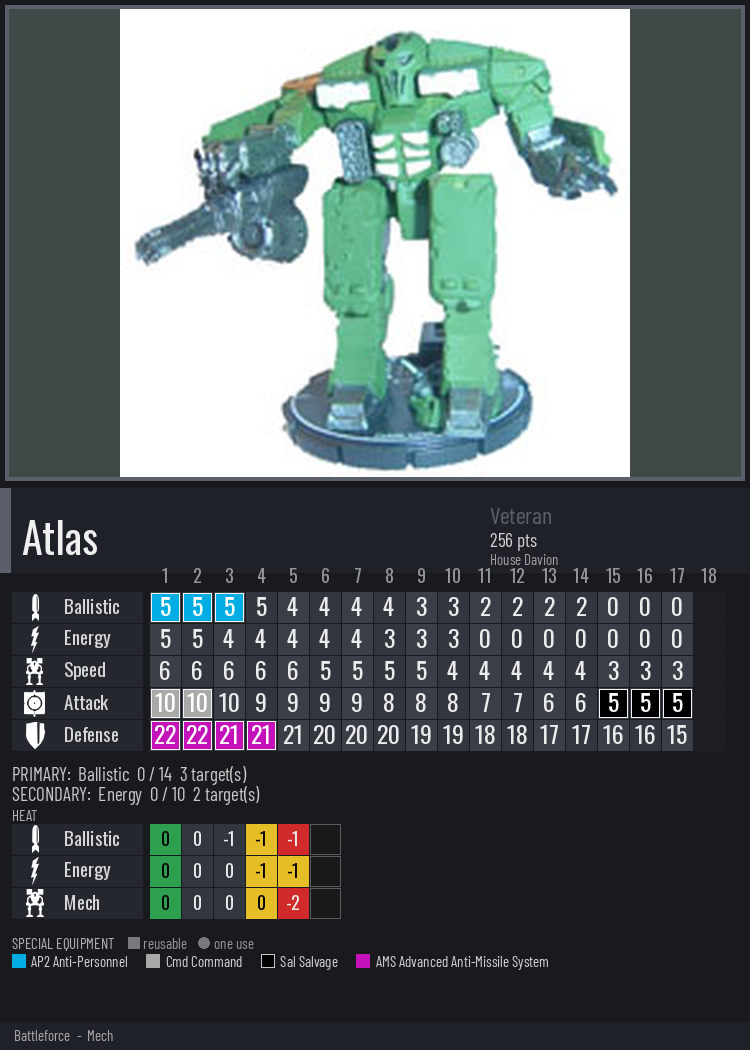 Atlas
Veteran
256 pts
House Davion
1 2 3 4 5 6 7 8 9 10 11 12 13 14 15 16 17 18
Ballistic 5 5 5 5 4 4 4 4 3 3 2 2 2 2 0 0 0
Energy 5 5 4 4 4 4 4 3 3 3 0 0 0 0 0 0 0
Speed 6 6 6 6 6 5 5 5 5 4 4 4 4 4 3 3 3
Attack 10 10 10 9 9 9 9 8 8 8 7 7 6 6 5 5 5
Defense 22 22 21 21 21 20 20 20 19 19 18 18 17 17 16 16 15
PRIMARY: Ballistic 0 / 14 3 target(s)
SECONDARY: Energy 0 / 10 2 target(s)
HEAT
Ballistic 0 0 -1 -1 -1
Energy 0 0 0 -1 -1
Mech 0 0 0 0 -2
SPECIAL EQUIPMENT reusable one use
AP2 Anti-Personnel Cmd Command Sal Salvage AMS Advanced Anti-Missile System
Battleforce - Mech